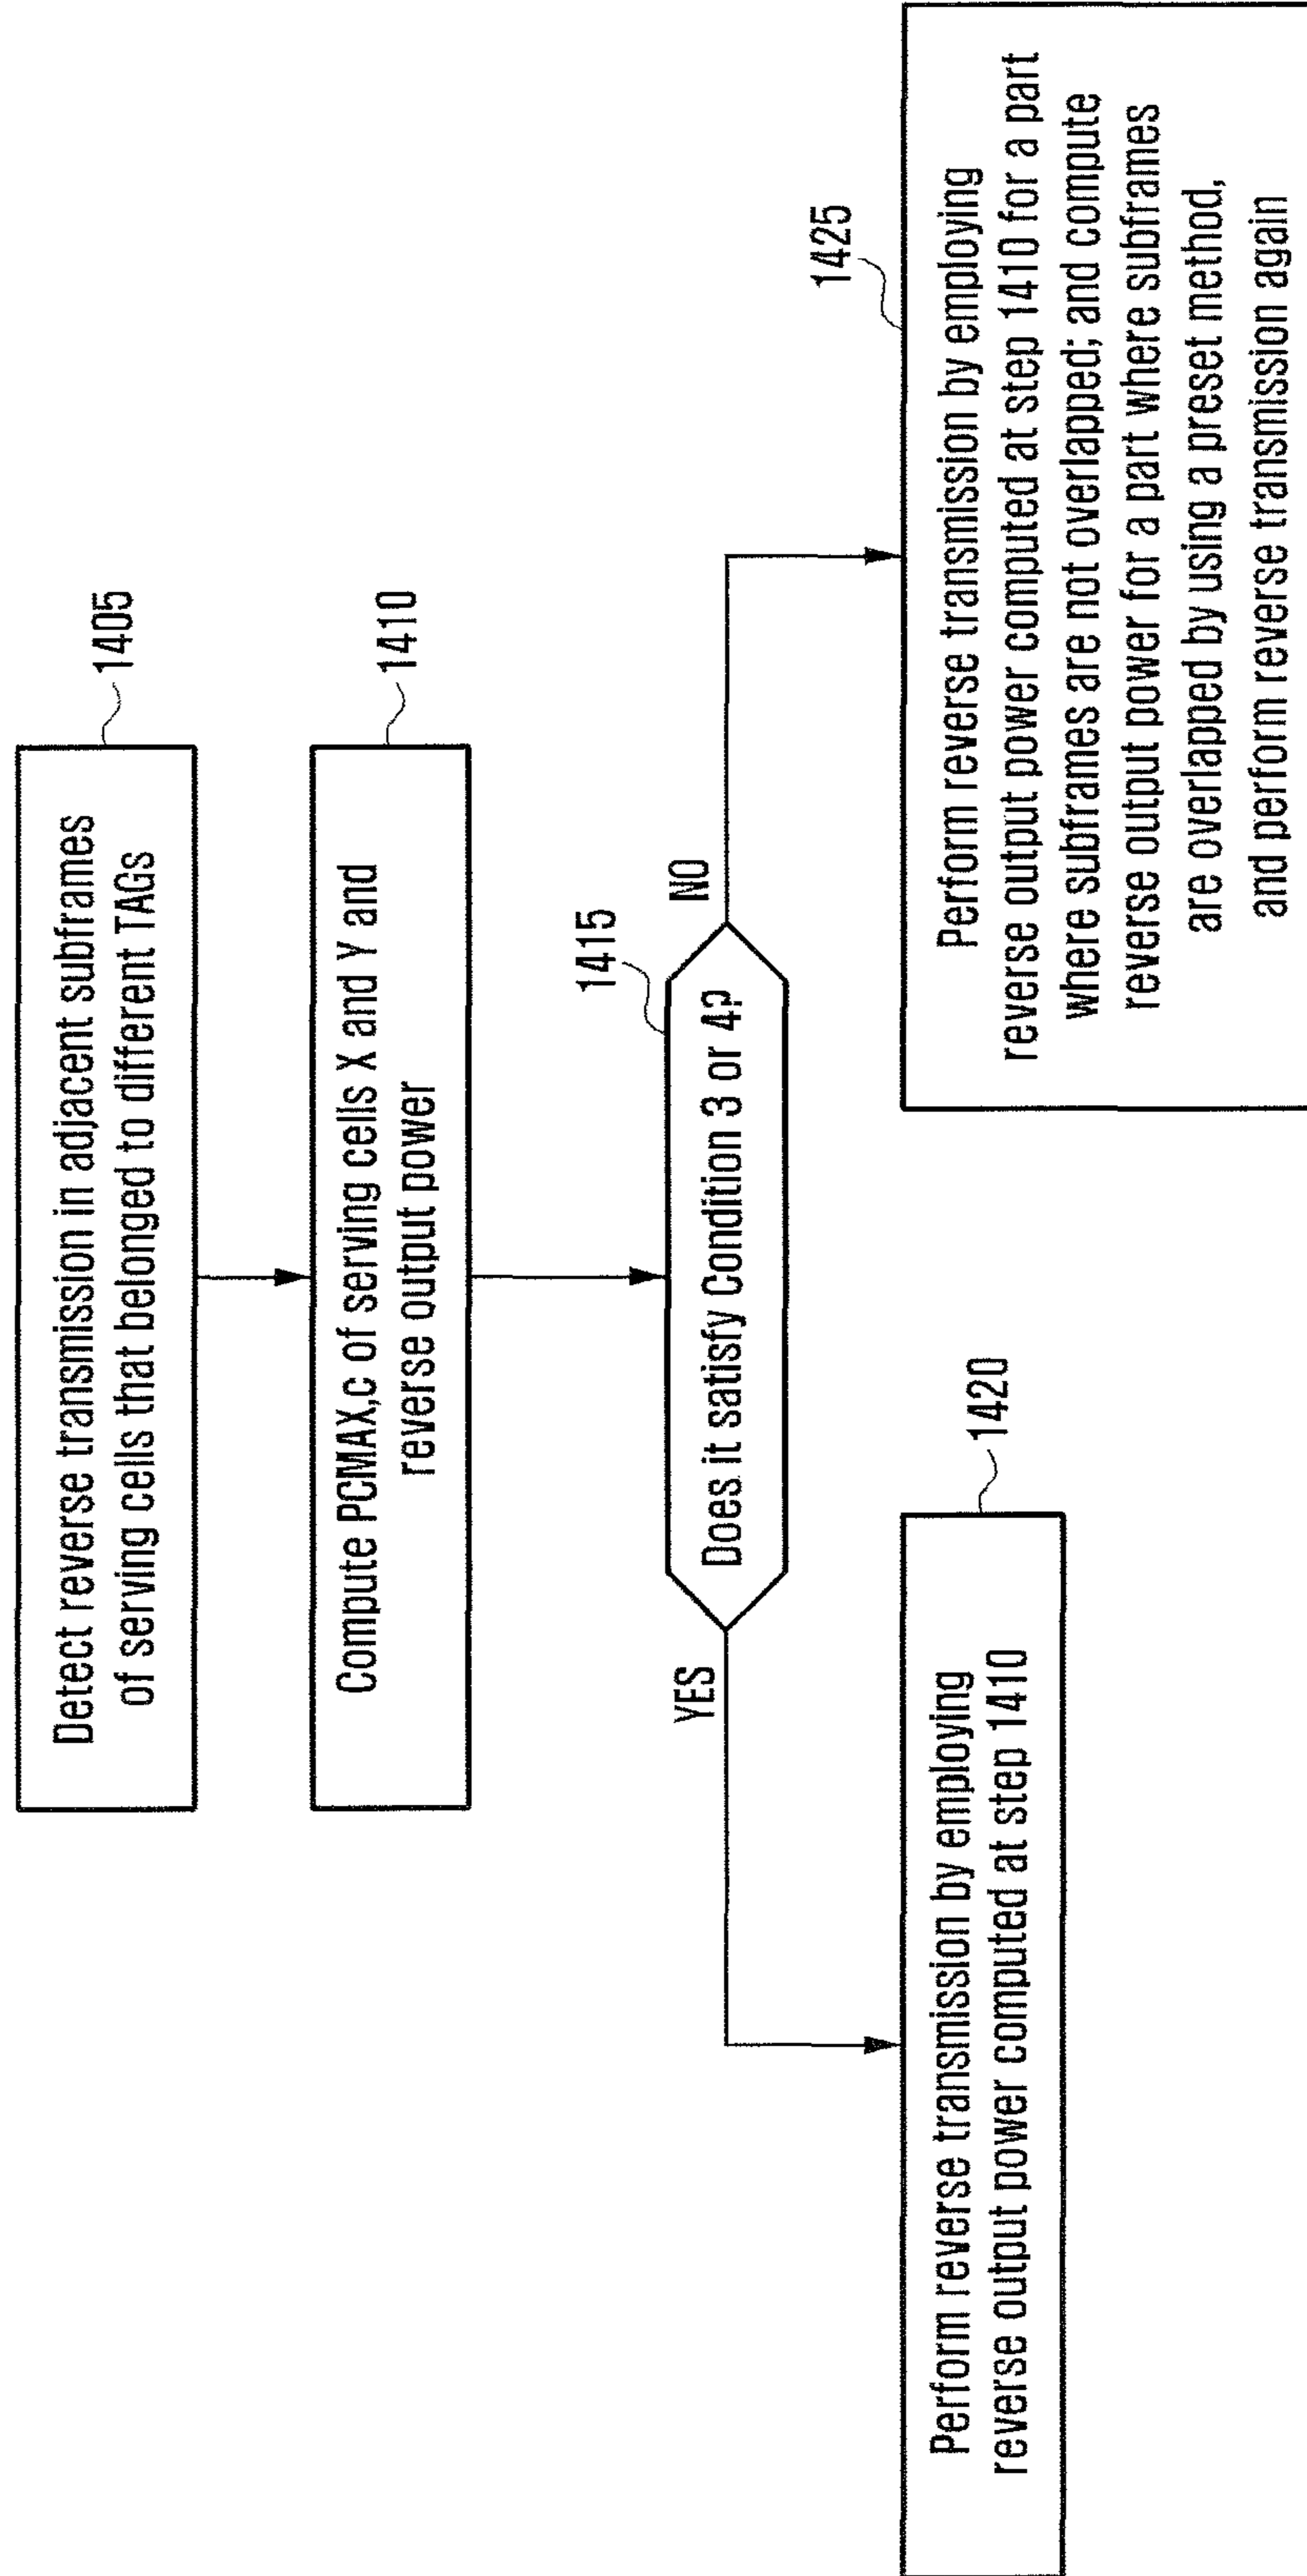 Detect reverse transmission in adjacent subframes
of serving cells that belonged to different TAGs
1405
Compute PCMAX,c of serving cells X and Y and
reverse output power
1410
1415
Does it satisfy Condition 3 or 4?
YES
NO
1420
Perform reverse transmission by employing
reverse output power computed at step 1410
1425
Perform reverse transmission by employing
reverse output power computed at step 1410 for a part
where subframes are not overlapped; and compute
reverse output power for a part where subframes
are overlapped by using a preset method,
and perform reverse transmission again